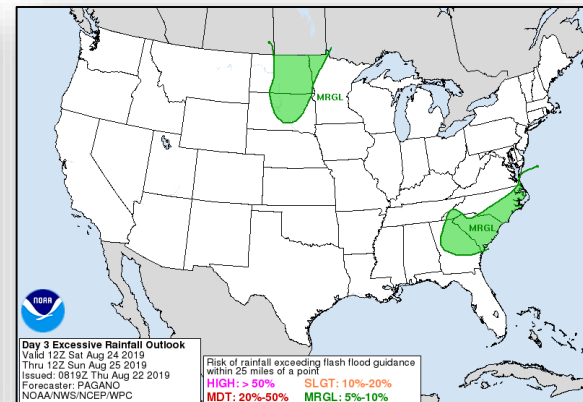 MRGL
MRGL
NOAA
Day 3 Excessive Rainfall Outlook
Valid 12Z Sat Aug 24 2019
Thru 12Z Sun Aug 25 2019
Issued: 0819Z Thu Aug 22 2019
Forecaster: PAGANO
NOAA/NWS/NCEP/WPC
Risk of rainfall exceeding flash flood guidance
within 25 miles of a point
HIGH: > 50% SLGT: 10%-20%
MDT: 20%-50% MRGL: 5%-10%